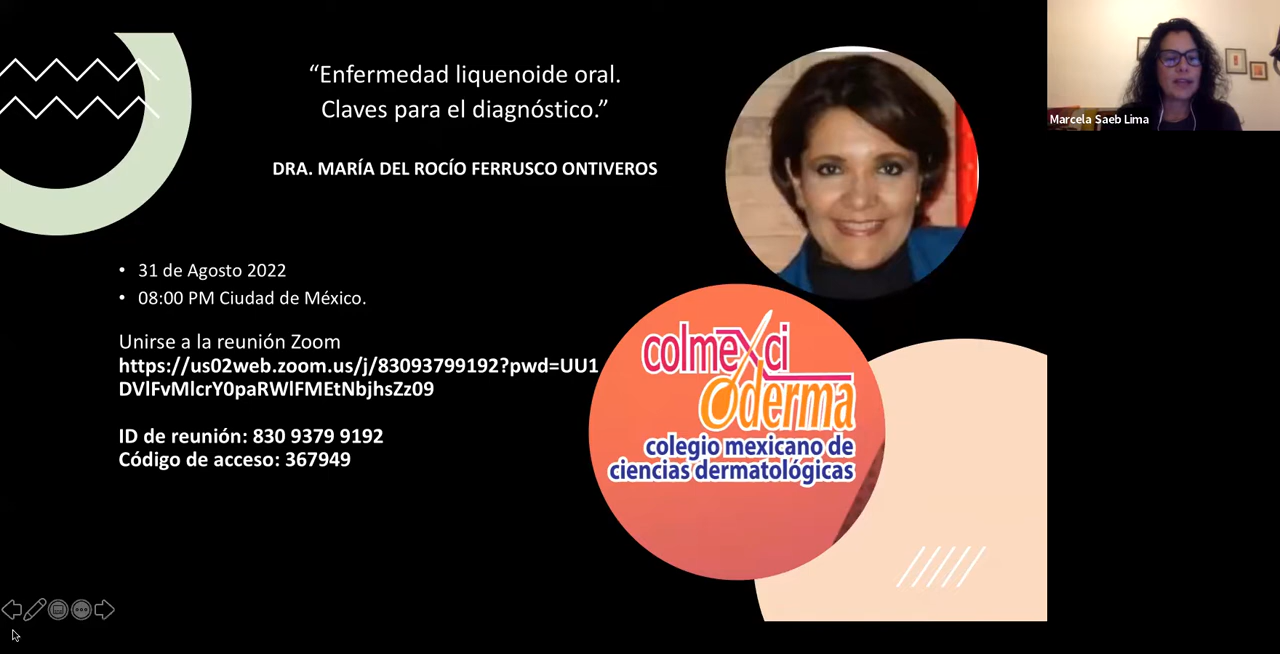 “Enfermedad liquenoide oral.
Claves para el diagnóstico.”
DRA. MARÍA DEL ROCÍO FERRUSCO ONTIVEROS
• 31 de Agosto 2022
• 08:00 PM Ciudad de México.
Unirse a la reunión Zoom
https://us02web.zoom.us/j/83093799192?pwd=UU1
DVlFvMlcrY0paRWlFMEtNbjhsZz09
ID de reunión: 830 9379 9192
Código de acceso: 367949
colmexci
derma
colegio mexicano de
ciencias dermatológicas
Marcela Saeb Lima